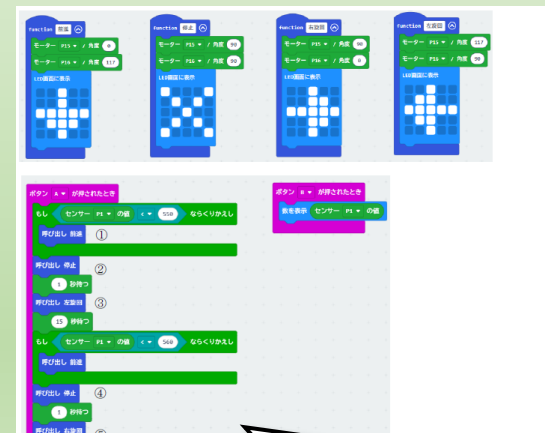 function 前進
モーター P15 / 角度 0
モーター P16 / 角度 117
LED画面に表示
function 停止
モーター P15 / 角度 90
モーター P16 / 角度 90
LED画面に表示
function 右旋回
モーター P15 / 角度 90
モーター P16 / 角度 0
LED画面に表示
function 左旋回
モーター P15 / 角度 117
モーター P16 / 角度 90
LED画面に表示
ボタン A が押されたとき
もし センサー P1 の値 < 550 ならくりかえし
呼び出し 前進 ①
呼び出し 停止 ②
1 秒待つ
呼び出し 左旋回 ③
15 秒待つ
もし センサー P1 の値 < 560 ならくりかえし
呼び出し 前進
呼び出し 停止 ④
1 秒待つ
呼び出し 右旋回 ⑤
ボタン B が押されたとき
数を表示 センサー P1 の値